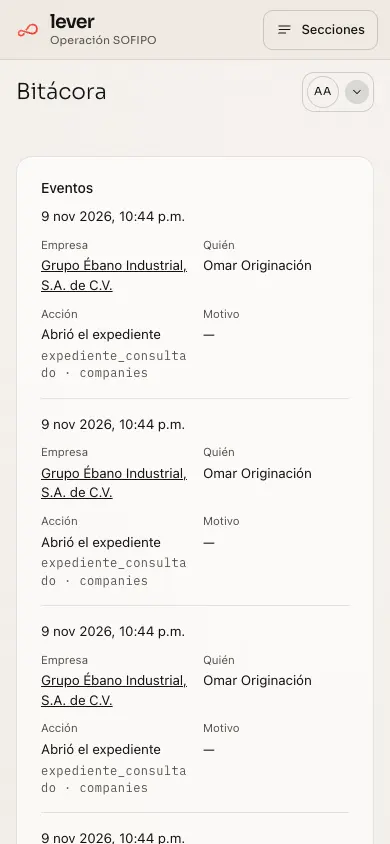 lever
Operación SOFIPO
Secciones
Bitácora
AA
Eventos
9 nov 2026, 10:44 p.m.
Empresa
Quién
Grupo Ébano Industrial,
S.A. de C.V.
Omar Originación
Acción
Motivo
Abrió el expediente
—
expediente_consulta
do · companies
9 nov 2026, 10:44 p.m.
Empresa
Quién
Grupo Ébano Industrial,
S.A. de C.V.
Omar Originación
Acción
Motivo
Abrió el expediente
—
expediente_consulta
do · companies
9 nov 2026, 10:44 p.m.
Empresa
Quién
Grupo Ébano Industrial,
S.A. de C.V.
Omar Originación
Acción
Motivo
Abrió el expediente
—
expediente_consulta
do · companies
9 nov 2026, 10:44 p.m.